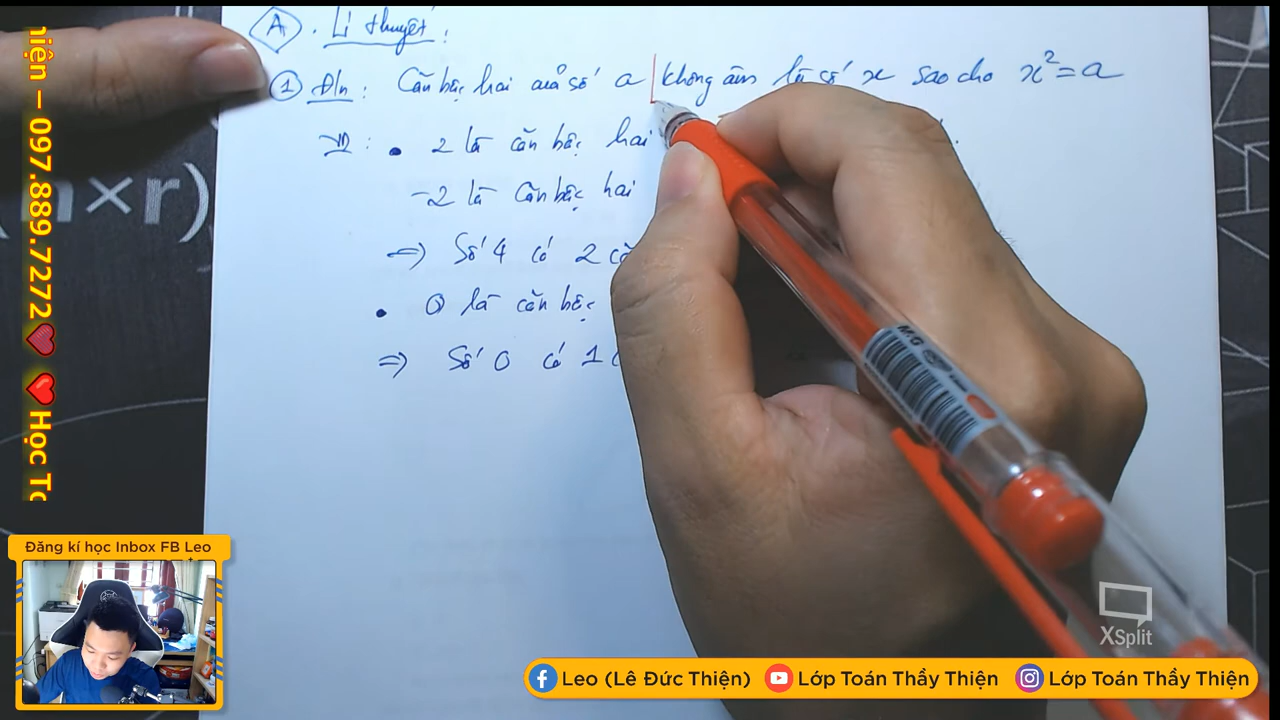 A. Lí thuyết:
① Đ/n: Căn bậc hai của số a không âm là số x sao cho x² = a
VD: • 2 là căn bậc hai
-2 là căn bậc hai
=> Số 4 có 2 că
• 0 là căn bậc
=> Số 0 có 1 c
hiện – 097.889.7272 ❤ ❤ Học To
n×r)
M&G
Đăng kí học Inbox FB Leo
XSplit
Leo (Lê Đức Thiện) Lớp Toán Thầy Thiện Lớp Toán Thầy Thiện